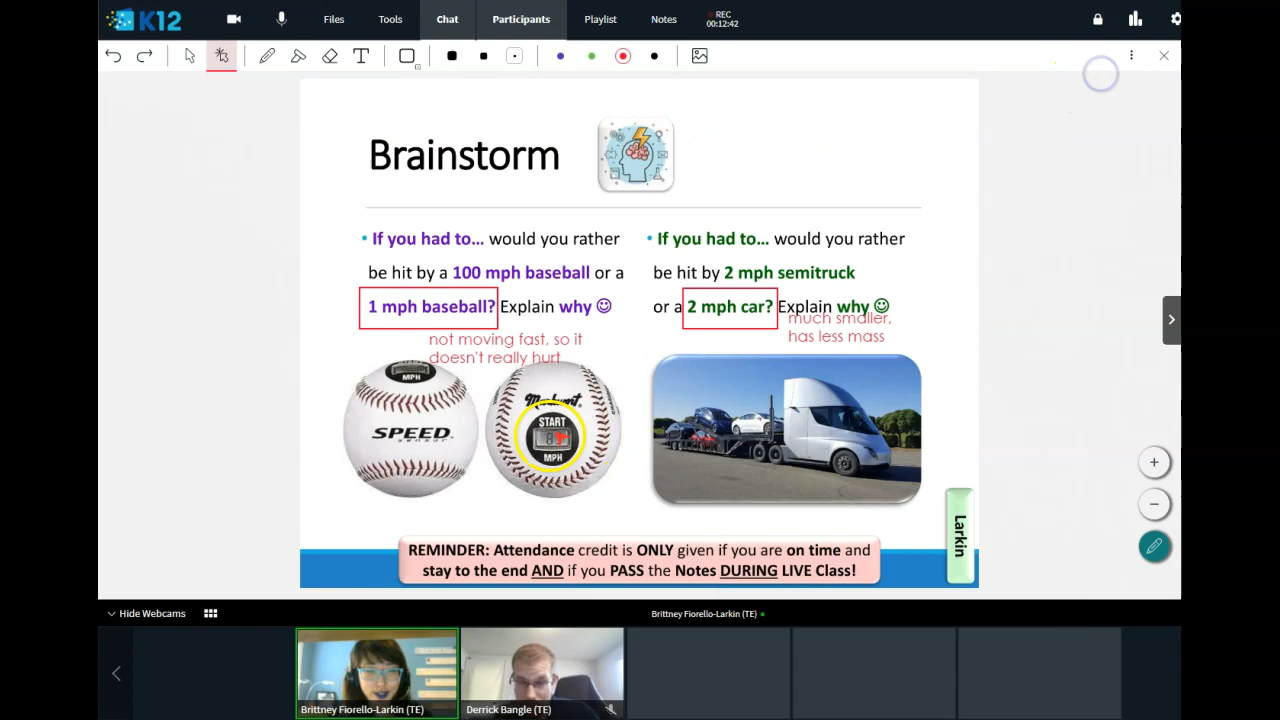 K12
Files
Tools
Chat
Participants
Playlist
Notes
REC
00:12:42
Brainstorm
• If you had to... would you rather
be hit by a 100 mph baseball or a
1 mph baseball? Explain why ☺
not moving fast, so it
doesn't really hurt
• If you had to... would you rather
be hit by 2 mph semitruck
or a 2 mph car? Explain why ☺
much smaller,
has less mass
MPH
SPEED
sensor
Markwort
START
8
MPH
Larkin
REMINDER: Attendance credit is ONLY given if you are on time and
stay to the end AND if you PASS the Notes DURING LIVE Class!
Hide Webcams
Brittney Fiorello-Larkin (TE)
Brittney Fiorello-Larkin (TE)
Derrick Bangle (TE)